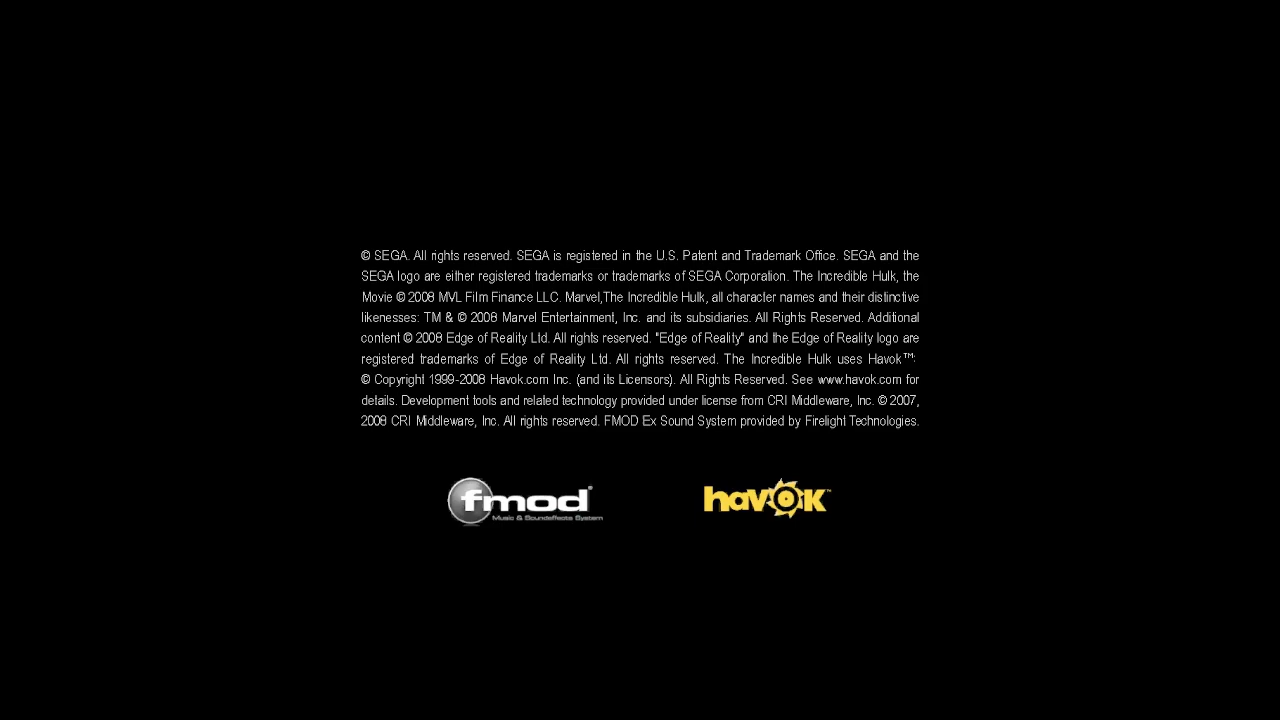 © SEGA. All rights reserved. SEGA is registered in the U.S. Patent and Trademark Office. SEGA and the
SEGA logo are either registered trademarks or trademarks of SEGA Corporation. The Incredible Hulk, the
Movie © 2008 MVL Film Finance LLC. Marvel,The Incredible Hulk, all character names and their distinctive
likenesses: TM & © 2008 Marvel Entertainment, Inc. and its subsidiaries. All Rights Reserved. Additional
content © 2008 Edge of Reality Ltd. All rights reserved. "Edge of Reality" and the Edge of Reality logo are
registered trademarks of Edge of Reality Ltd. All rights reserved. The Incredible Hulk uses Havok™:
© Copyright 1999-2008 Havok.com Inc. (and its Licensors). All Rights Reserved. See www.havok.com for
details. Development tools and related technology provided under license from CRI Middleware, Inc. © 2007,
2008 CRI Middleware, Inc. All rights reserved. FMOD Ex Sound System provided by Firelight Technologies.
fmod®
Music & Soundeffects System
havok™